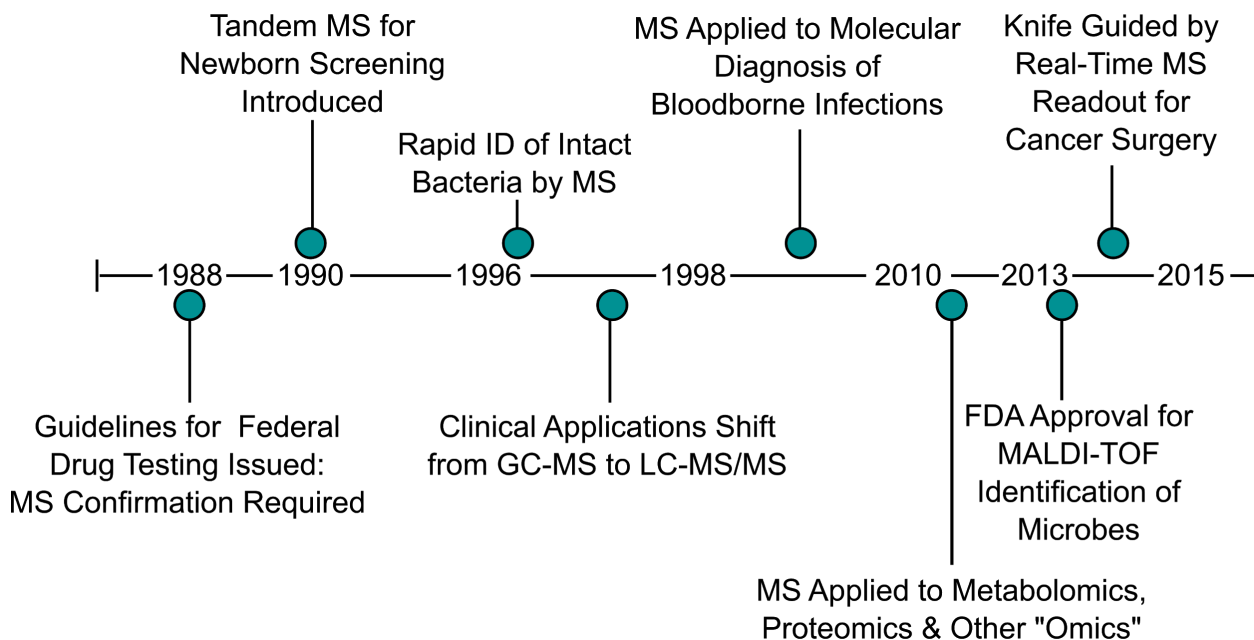 Tandem MS for
Newborn Screening
Introduced
Rapid ID of Intact
Bacteria by MS
MS Applied to Molecular
Diagnosis of
Bloodborne Infections
Knife Guided by
Real-Time MS
Readout for
Cancer Surgery
1988 1990 1996 1998 2010 2013 2015
Guidelines for Federal
Drug Testing Issued:
MS Confirmation Required
Clinical Applications Shift
from GC-MS to LC-MS/MS
FDA Approval for
MALDI-TOF
Identification of
Microbes
MS Applied to Metabolomics,
Proteomics & Other "Omics"